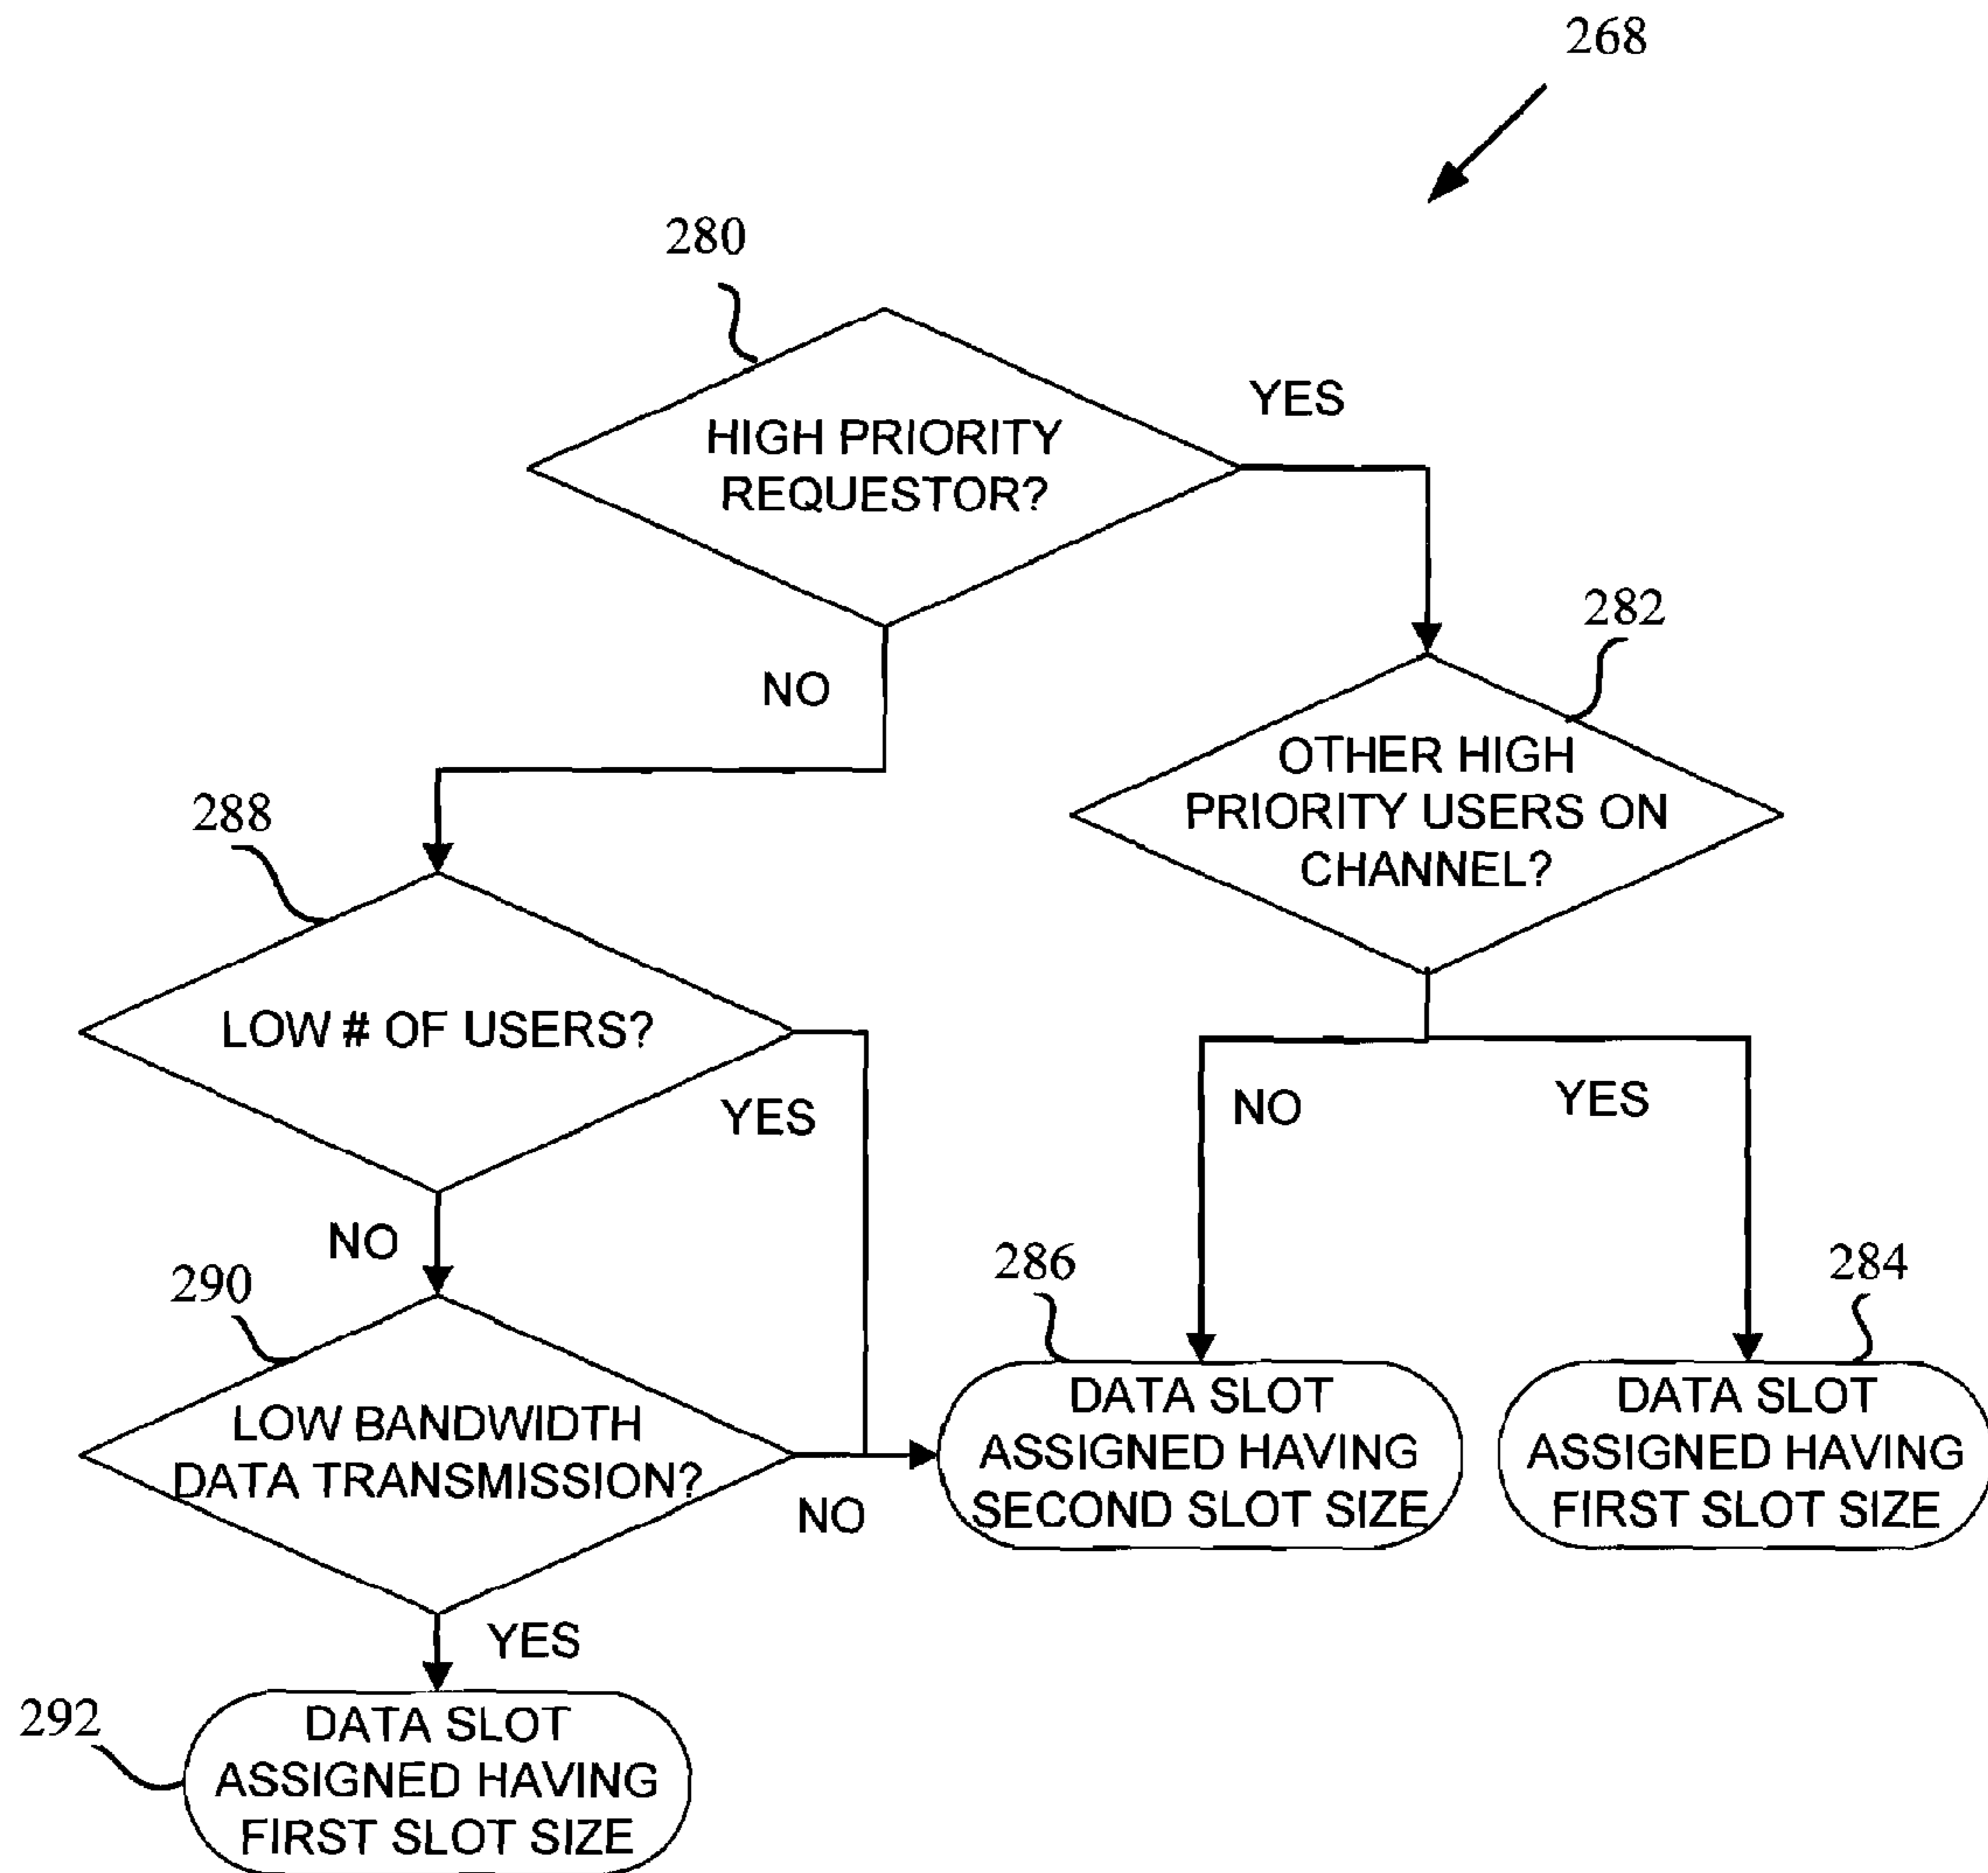 268
280
HIGH PRIORITY
REQUESTOR?
YES
NO
282
OTHER HIGH
PRIORITY USERS ON
CHANNEL?
288
LOW # OF USERS?
YES
NO
NO
YES
290
LOW BANDWIDTH
DATA TRANSMISSION?
NO
YES
286
DATA SLOT
ASSIGNED HAVING
SECOND SLOT SIZE
284
DATA SLOT
ASSIGNED HAVING
FIRST SLOT SIZE
292
DATA SLOT
ASSIGNED HAVING
FIRST SLOT SIZE